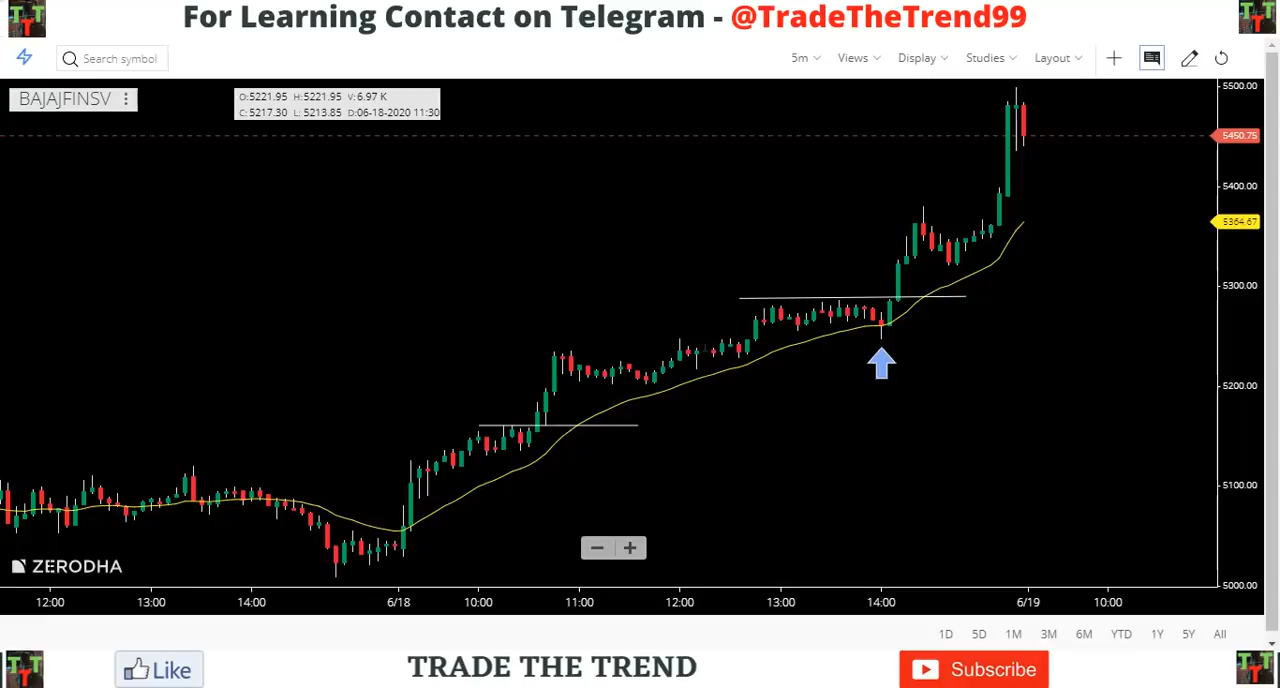 For Learning Contact on Telegram - @TradeTheTrend99
TTT
TTT
Search symbol
5m
Views
Display
Studies
Layout
BAJAJFINSV
O:5221.95 H:5221.95 V:6.97 K
C:5217.30 L:5213.85 D:06-18-2020 11:30
5500.00
5450.75
5400.00
5364.67
5300.00
5200.00
5100.00
5000.00
ZERODHA
12:00 13:00 14:00 6/18 10:00 11:00 12:00 13:00 14:00 6/19 10:00
1D 5D 1M 3M 6M YTD 1Y 5Y All
TTT
Like
TRADE THE TREND
Subscribe
TTT